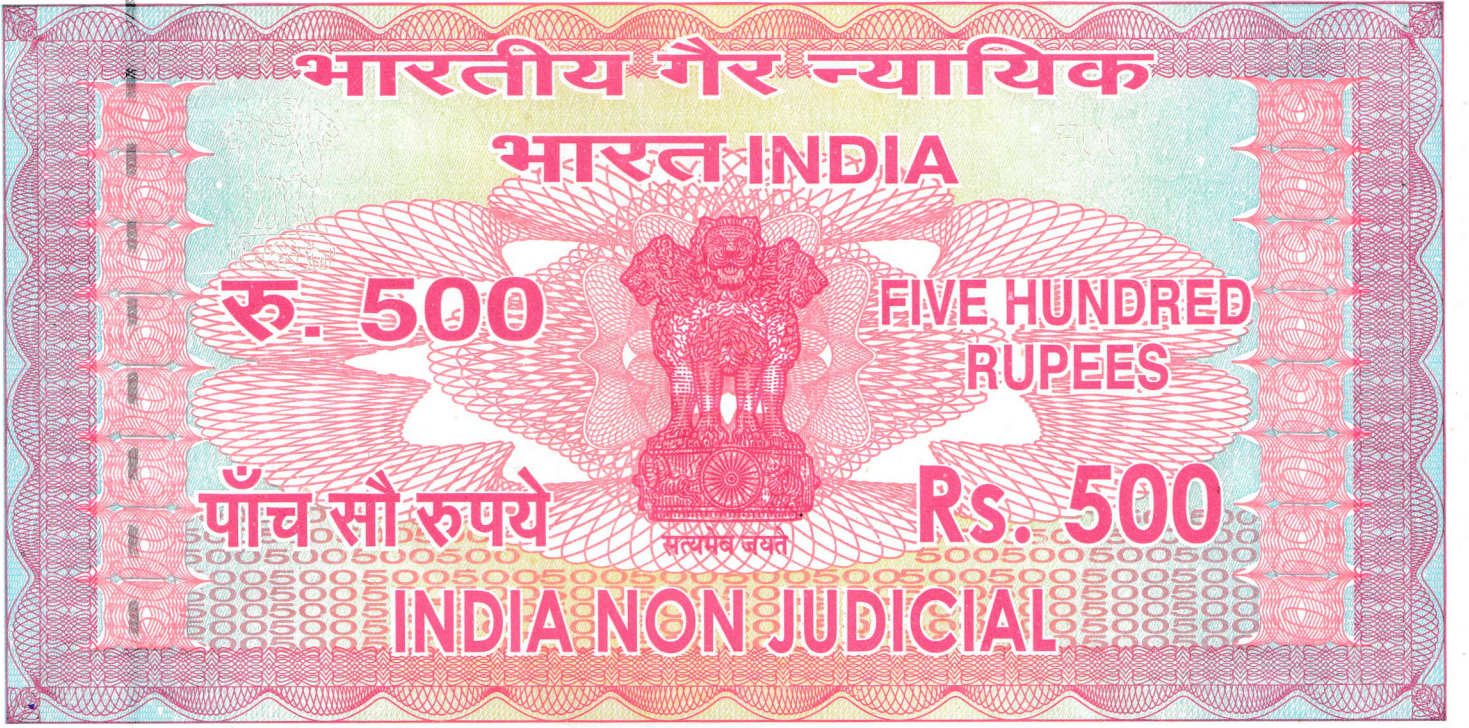 भारतीय गैर न्यायिक
भारत INDIA
रु. 500
FIVE HUNDRED
RUPEES
पाँच सौ रुपये
Rs. 500
सत्यमेव जयते
INDIA NON JUDICIAL